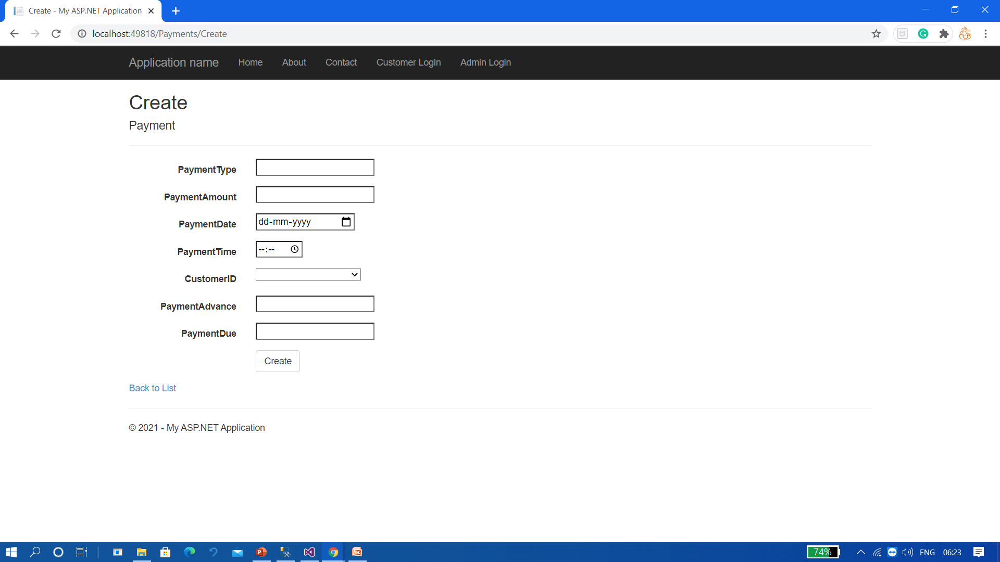 Create - My ASP.NET Application
localhost:49818/Payments/Create
Application name Home About Contact Customer Login Admin Login
Create
Payment
PaymentType
PaymentAmount
PaymentDate dd-mm-yyyy
PaymentTime --:--
CustomerID
PaymentAdvance
PaymentDue
Create
Back to List
© 2021 - My ASP.NET Application
74% ENG 06:23